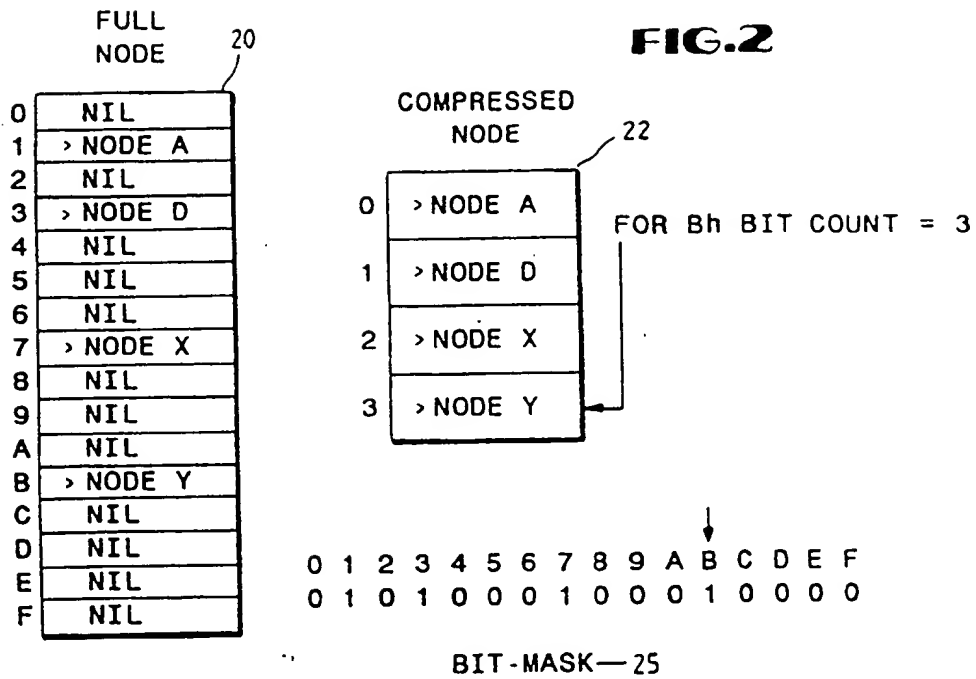 FULL NODE
20
FIG.2
0 NIL
1 > NODE A
2 NIL
3 > NODE D
4 NIL
5 NIL
6 NIL
7 > NODE X
8 NIL
9 NIL
A NIL
B > NODE Y
C NIL
D NIL
E NIL
F NIL
COMPRESSED
NODE
22
0 > NODE A
1 > NODE D
2 > NODE X
3 > NODE Y
FOR Bh BIT COUNT = 3
0 1 2 3 4 5 6 7 8 9 A B C D E F
0 1 0 1 0 0 0 1 0 0 0 1 0 0 0 0
BIT-MASK—25